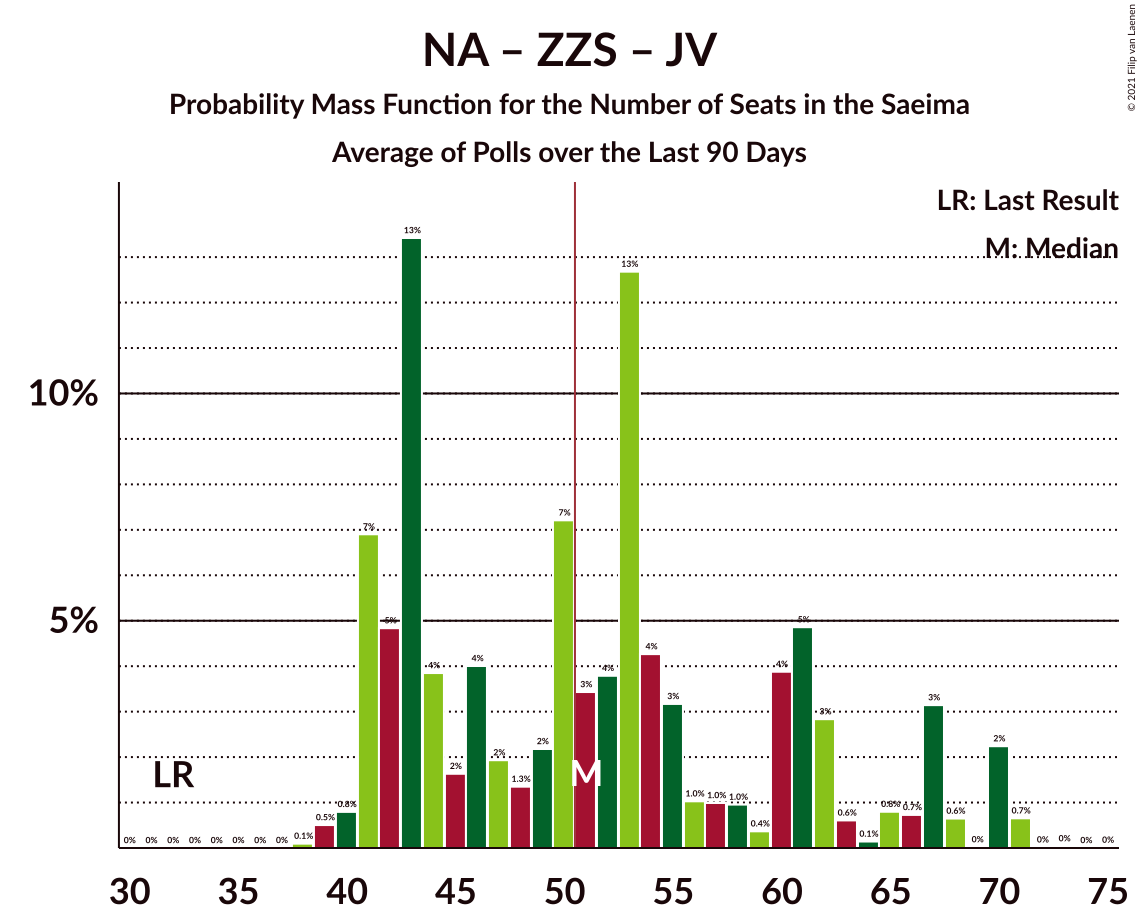 NA – ZZS – JV
Probability Mass Function for the Number of Seats in the Saeima
Average of Polls over the Last 90 Days
© 2021 Filip van Laenen
LR: Last Result
M: Median
10%
5%
LR
M
0% 0% 0% 0% 0% 0% 0% 0% 0.1% 0.5% 0.8% 7% 5% 13% 4% 2% 4% 2% 1.3% 2% 7% 3% 4% 13% 4% 3% 1.0% 1.0% 1.0% 0.4% 4% 5% 3% 0.6% 0.1% 0.8% 0.7% 3% 0.6% 0% 2% 0.7% 0% 0% 0% 0%
30 35 40 45 50 55 60 65 70 75